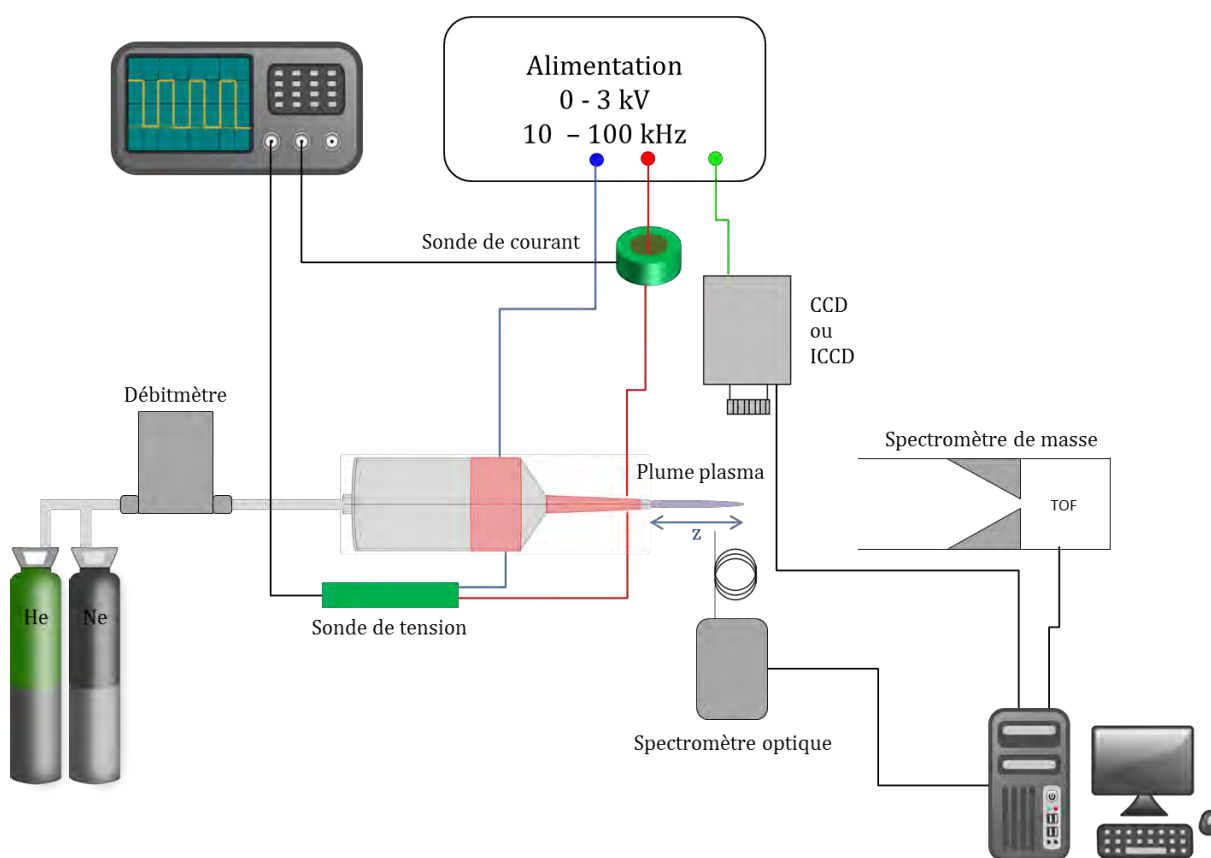 Alimentation
0 - 3 kV
10 – 100 kHz
Sonde de courant
CCD
ou
ICCD
Débitmètre
Spectromètre de masse
Plume plasma
TOF
z
He
Ne
Sonde de tension
Spectromètre optique